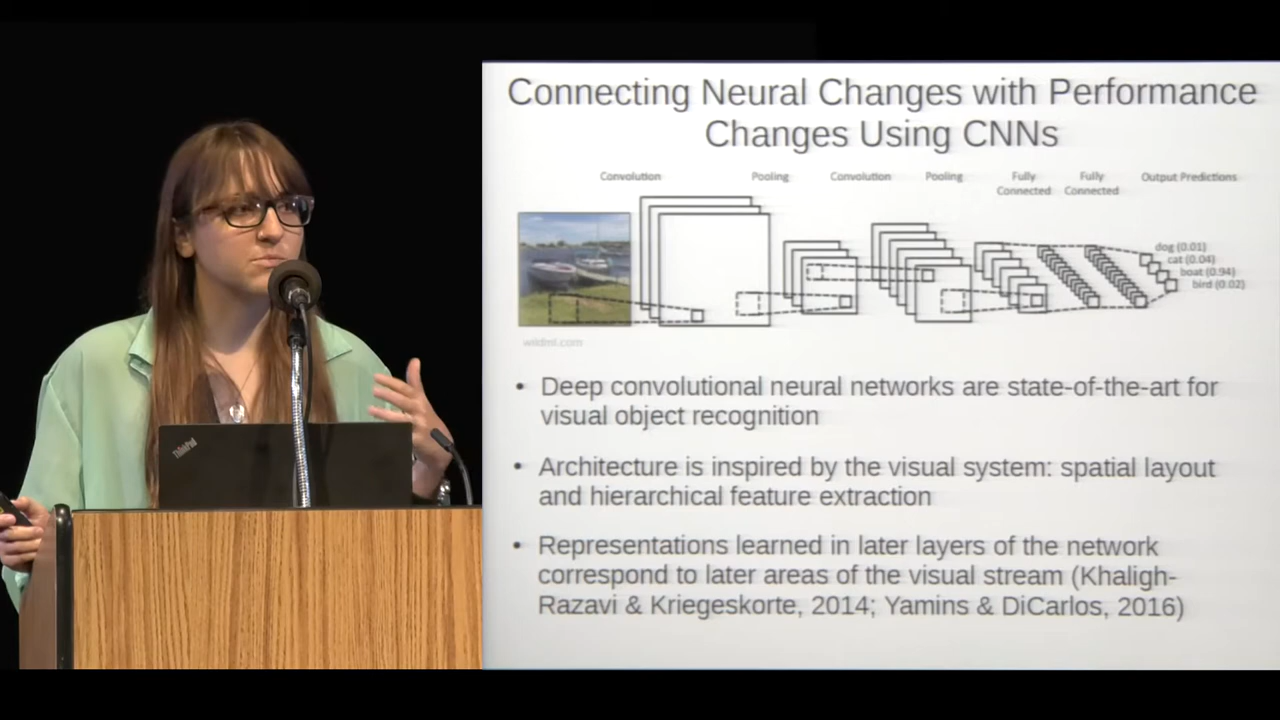 Connecting Neural Changes with Performance
Changes Using CNNs
Convolution Pooling Convolution Pooling Fully Connected Fully Connected Output Predictions
dog (0.01)
cat (0.04)
boat (0.94)
bird (0.02)
wildml.com
• Deep convolutional neural networks are state-of-the-art for
visual object recognition
• Architecture is inspired by the visual system: spatial layout
and hierarchical feature extraction
• Representations learned in later layers of the network
correspond to later areas of the visual stream (Khaligh-
Razavi & Kriegeskorte, 2014; Yamins & DiCarlos, 2016)
ThinkPad